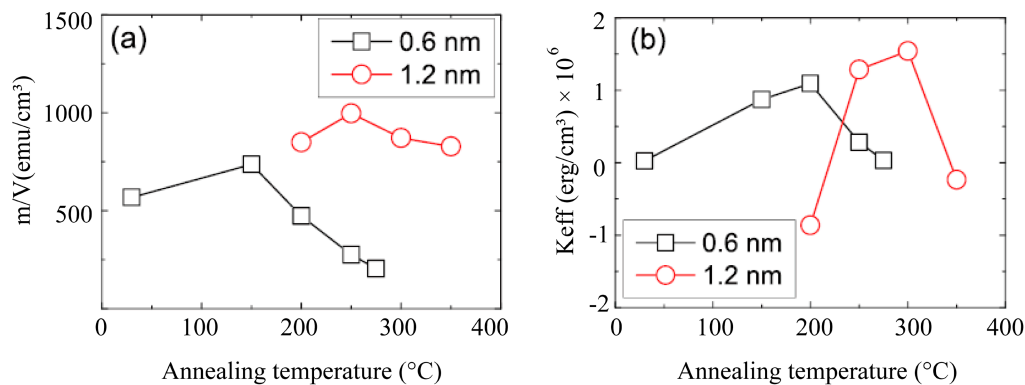 (a)
0.6 nm
1.2 nm
1500
1000
500
m/V(emu/cm³)
0 100 200 300 400
Annealing temperature (°C)
(b)
0.6 nm
1.2 nm
2
1
0
-1
-2
Keff (erg/cm³) × 10⁶
0 100 200 300 400
Annealing temperature (°C)